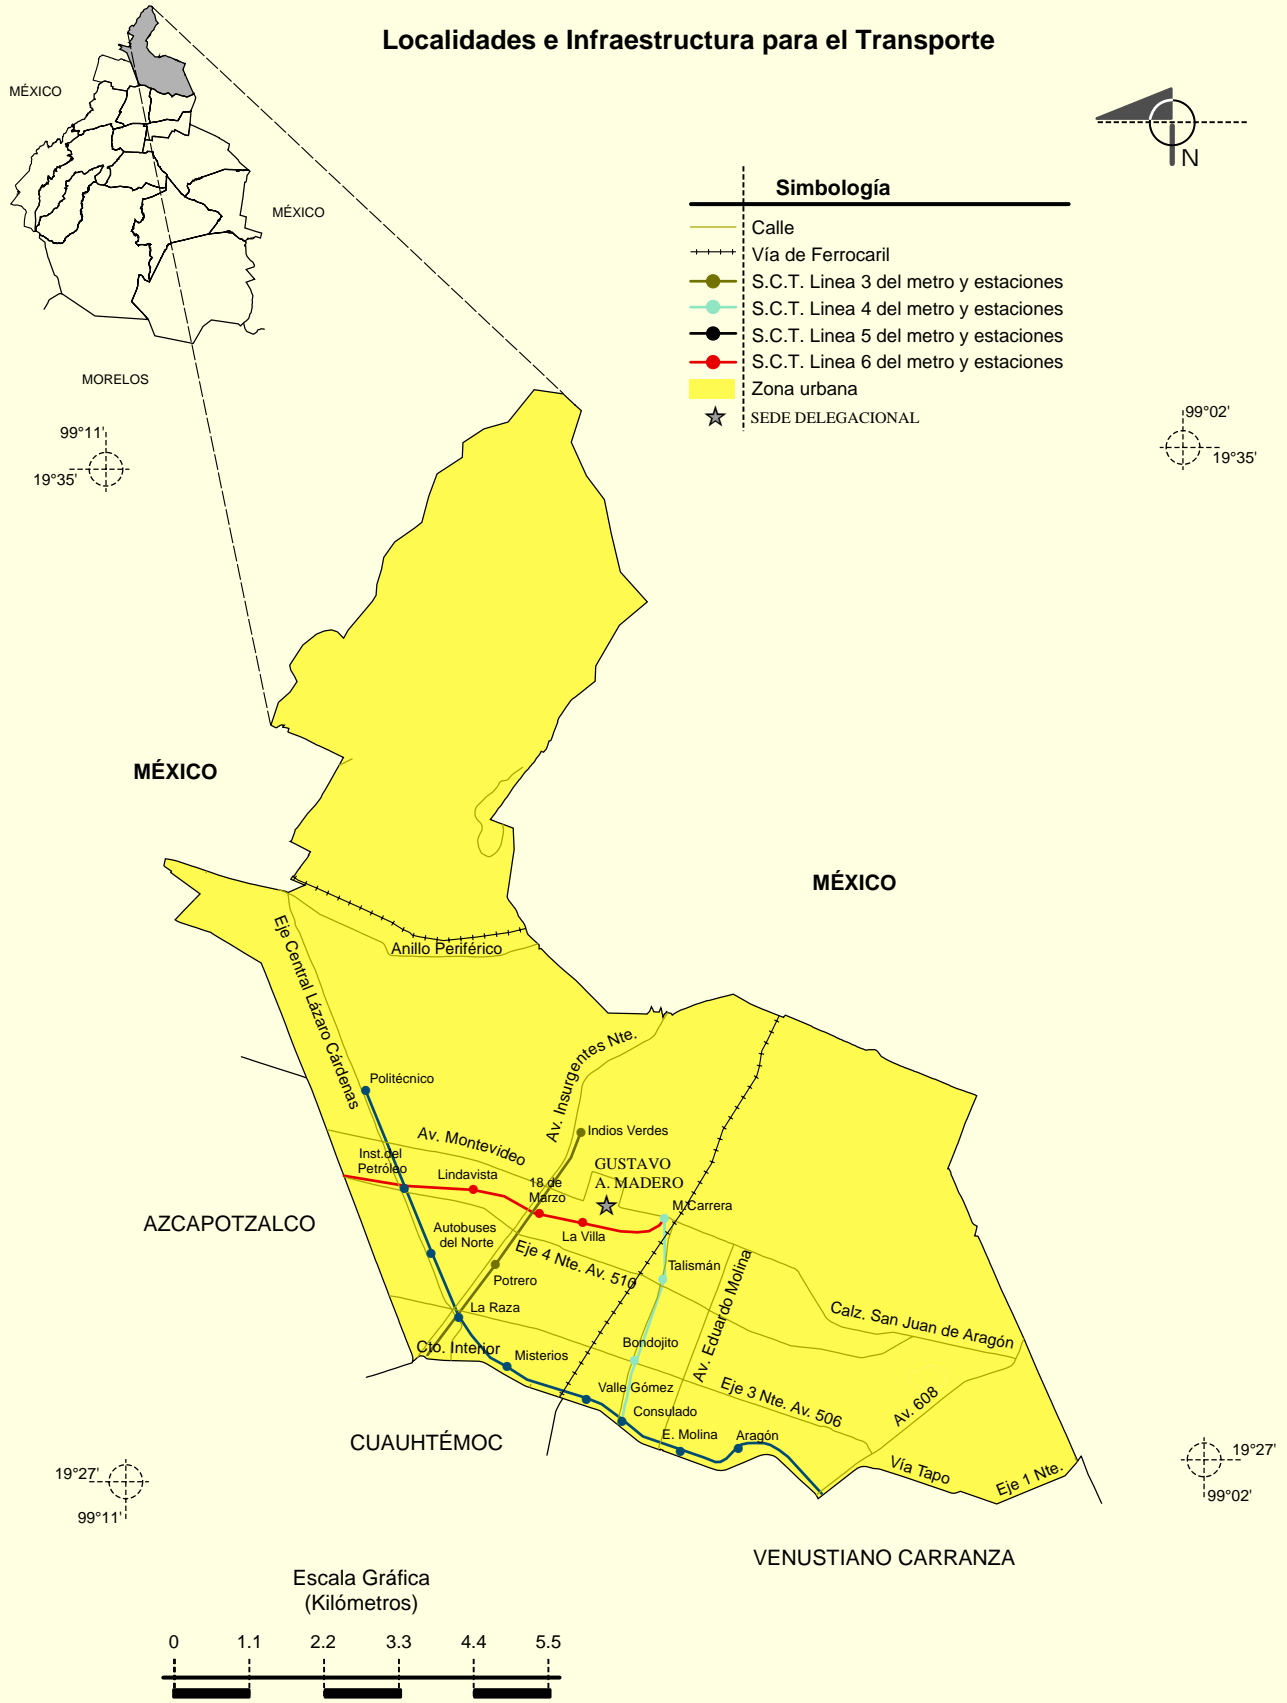 Localidades e Infraestructura para el Transporte
MÉXICO
MÉXICO
MORELOS
N
Simbología
Calle
Vía de Ferrocaril
S.C.T. Linea 3 del metro y estaciones
S.C.T. Linea 4 del metro y estaciones
S.C.T. Linea 5 del metro y estaciones
S.C.T. Linea 6 del metro y estaciones
Zona urbana
SEDE DELEGACIONAL
99°11'
19°35'
99°02'
19°35'
MÉXICO
MÉXICO
Anillo Periférico
Eje Central Lázaro Cárdenas
Av. Insurgentes Nte.
Politécnico
Indios Verdes
Av. Montevideo
Inst.del
Petróleo
Lindavista
18 de
Marzo
GUSTAVO
A. MADERO
M.Carrera
La Villa
AZCAPOTZALCO
Autobuses
del Norte
Eje 4 Nte. Av. 510
Talismán
Potrero
Av. Eduardo Molina
La Raza
Calz. San Juan de Aragón
Cto. Interior
Misterios
Bondojito
Valle Gómez
Eje 3 Nte. Av. 506
Av. 608
Consulado
E. Molina
Aragón
CUAUHTÉMOC
Vía Tapo
Eje 1 Nte.
19°27'
99°11'
19°27'
99°02'
VENUSTIANO CARRANZA
Escala Gráfica
(Kilómetros)
0 1.1 2.2 3.3 4.4 5.5